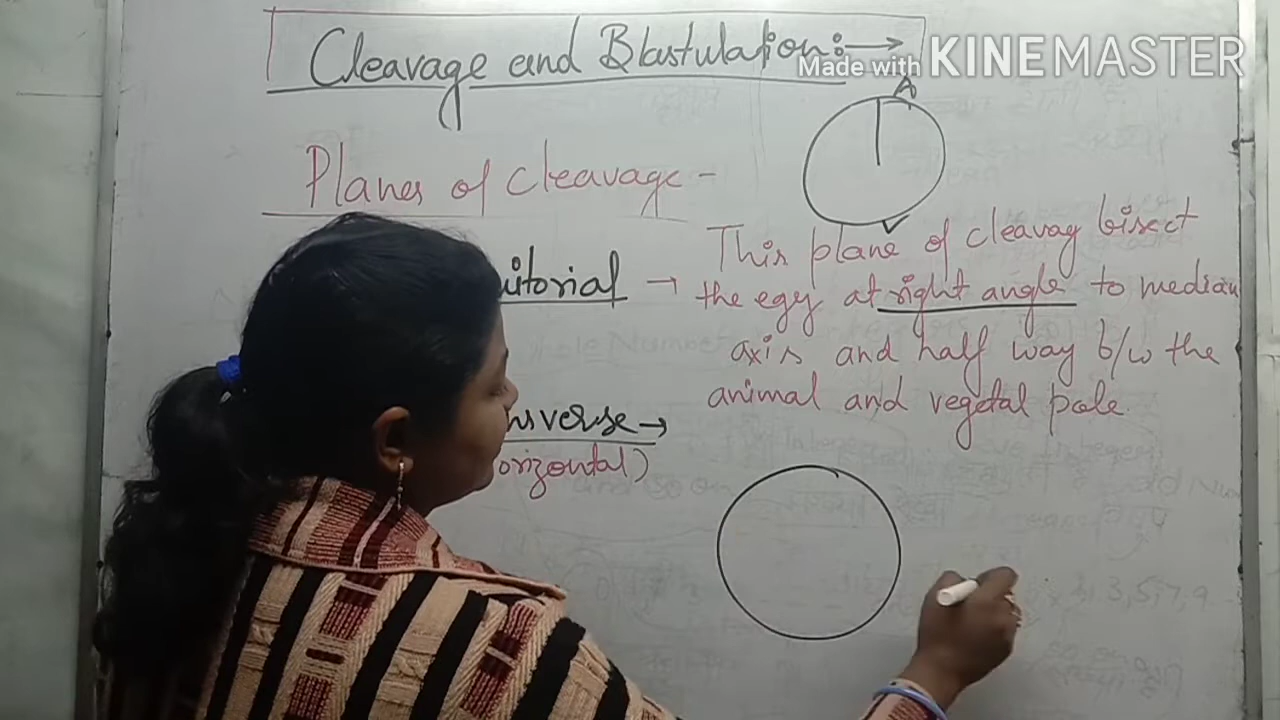 Cleavage and Blastulation:→
Made with KINEMASTER
A
Planes of cleavage -
V
uitorial → This plane of cleavag bisect
the egg at right angle to median
axis and half way b/w the
animal and vegetal pole
nsverse→
orizontal)